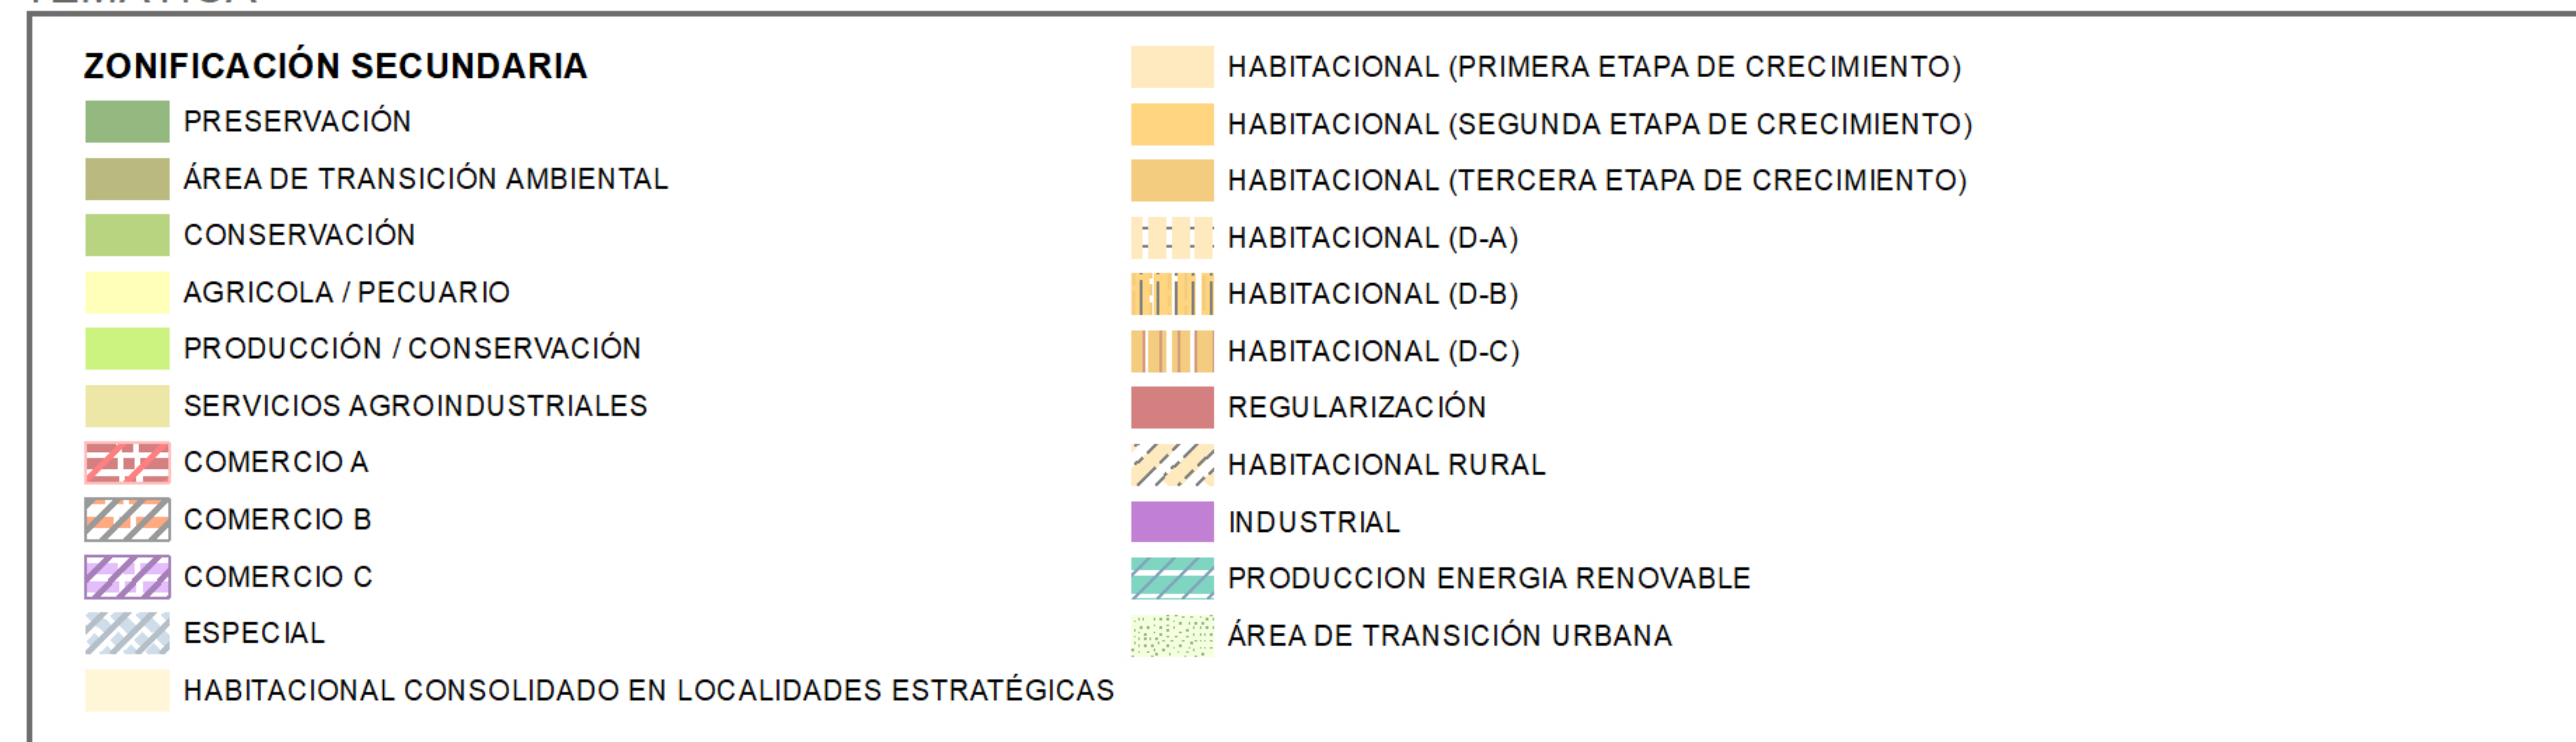 ZONIFICACIÓN SECUNDARIA
PRESERVACIÓN
ÁREA DE TRANSICIÓN AMBIENTAL
CONSERVACIÓN
AGRICOLA / PECUARIO
PRODUCCIÓN / CONSERVACIÓN
SERVICIOS AGROINDUSTRIALES
COMERCIO A
COMERCIO B
COMERCIO C
ESPECIAL
HABITACIONAL CONSOLIDADO EN LOCALIDADES ESTRATÉGICAS
HABITACIONAL (PRIMERA ETAPA DE CRECIMIENTO)
HABITACIONAL (SEGUNDA ETAPA DE CRECIMIENTO)
HABITACIONAL (TERCERA ETAPA DE CRECIMIENTO)
HABITACIONAL (D-A)
HABITACIONAL (D-B)
HABITACIONAL (D-C)
REGULARIZACIÓN
HABITACIONAL RURAL
INDUSTRIAL
PRODUCCION ENERGIA RENOVABLE
ÁREA DE TRANSICIÓN URBANA